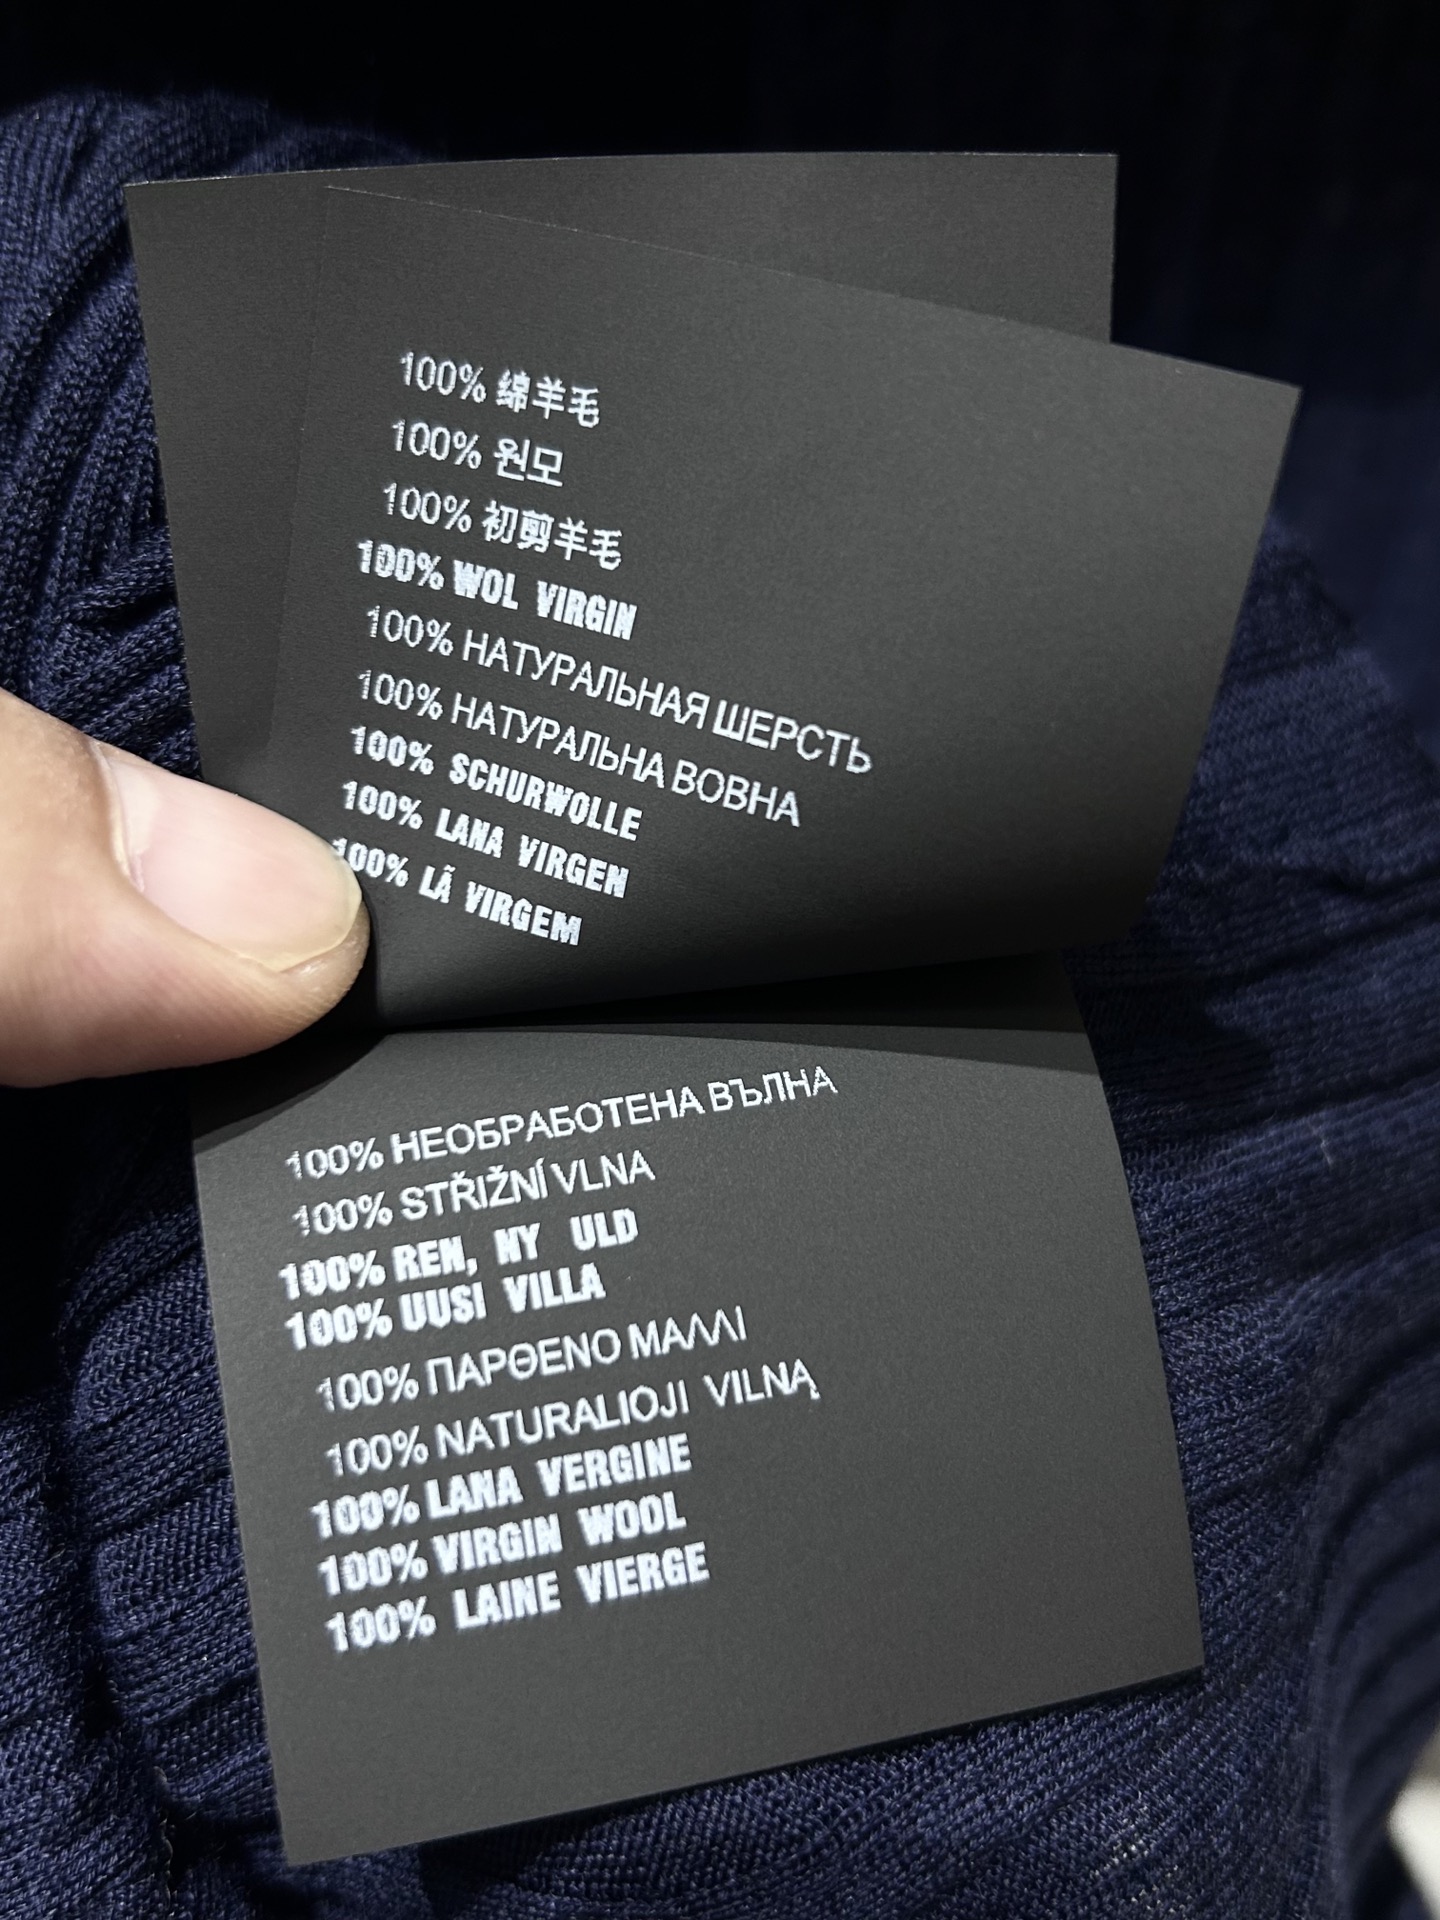 100% 绵羊毛
100% 원모
100% 初剪羊毛
100% WOL VIRGIN
100% НАТУРАЛЬНАЯ ШЕРСТЬ
100% НАТУРАЛЬНА ВОВНА
100% SCHURWOLLE
100% LANA VIRGEN
100% LÃ VIRGEM
100% НЕОБРАБОТЕНА ВЪЛНА
100% STŘIŽNÍ VLNA
100% REN, NY ULD
100% UUSI VILLA
100% ΠΑΡΘΕΝΟ ΜΑΛΛΙ
100% NATURALIOJI VILNĄ
100% LANA VERGINE
100% VIRGIN WOOL
100% LAINE VIERGE